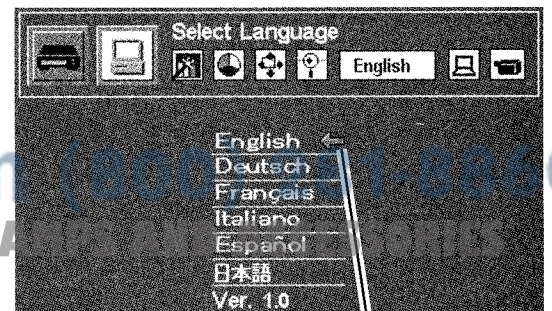 Select Language
English
English
Deutsch
Français
Italiano
Español
日本語
Ver. 1.0